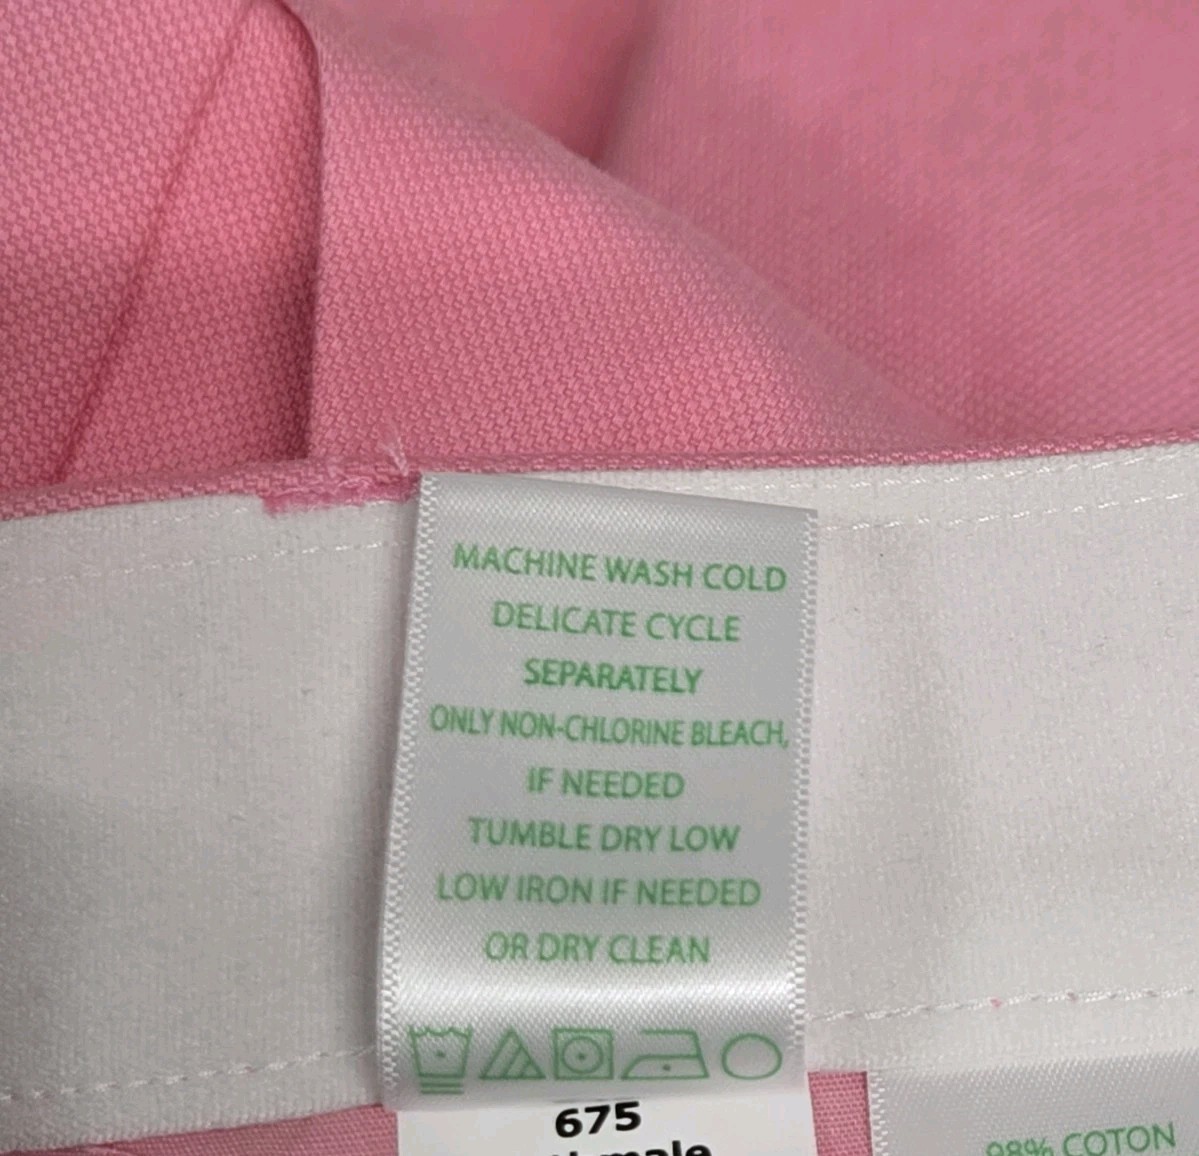 MACHINE WASH COLD
DELICATE CYCLE
SEPARATELY
ONLY NON-CHLORINE BLEACH,
IF NEEDED
TUMBLE DRY LOW
LOW IRON IF NEEDED
OR DRY CLEAN
675
male
98% COTON